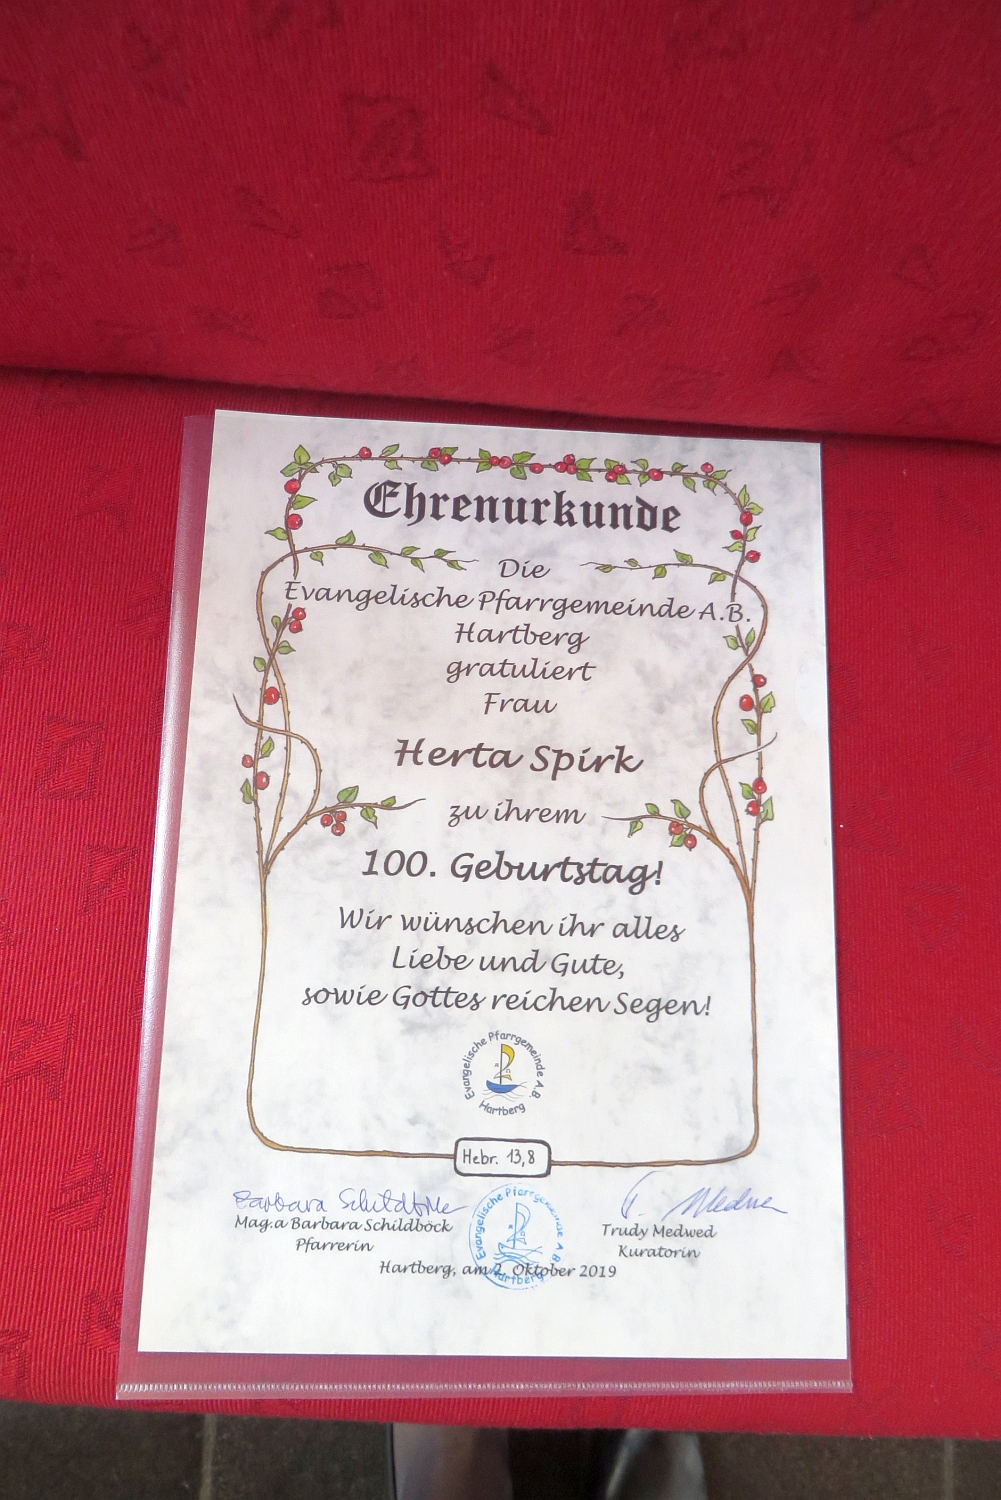 Ehrenurkunde
Die
Evangelische Pfarrgemeinde A.B.
Hartberg
gratuliert
Frau
Herta Spirk
zu ihrem
100. Geburtstag!
Wir wünschen ihr alles
Liebe und Gute,
sowie Gottes reichen Segen!
Evangelische Pfarrgemeinde A.B.
Hartberg
Hebr. 13,8
Barbara Schildböck
T. Medwed
Evangelische Pfarrgemeinde A.B.
Hartberg
Mag.a Barbara Schildböck
Pfarrerin
Trudy Medwed
Kuratorin
Hartberg, am 2. Oktober 2019